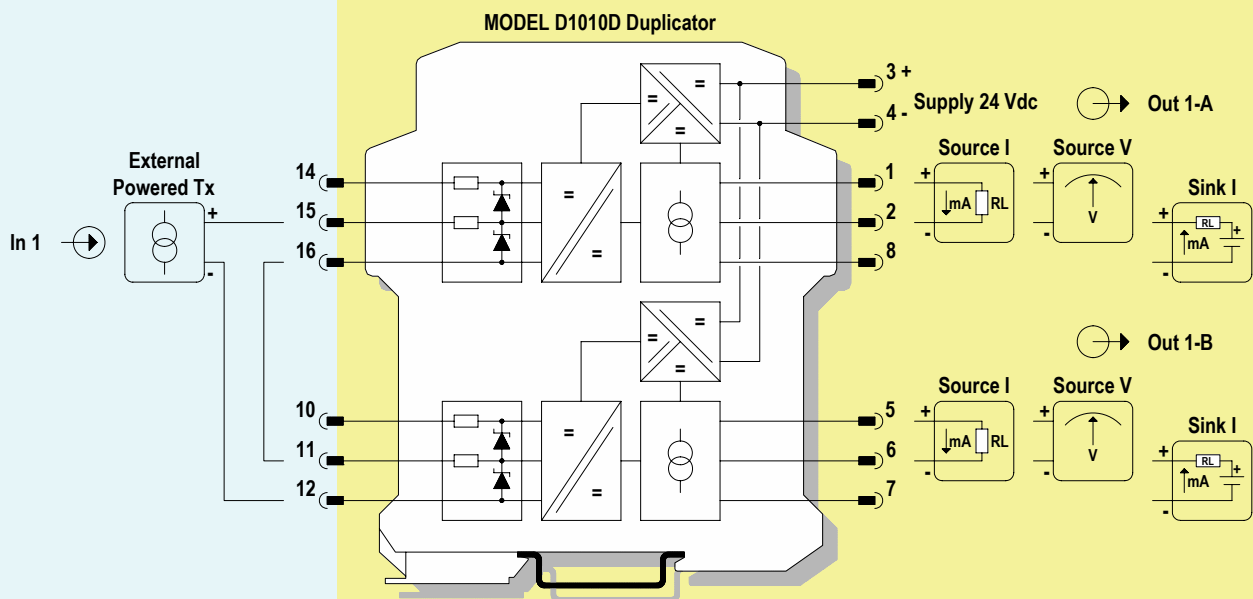 MODEL D1010D Duplicator
3 +
4 -
Supply 24 Vdc
Out 1-A
External
Powered Tx
+
-
In 1
14
15
16
=
=
=
=
=
1
2
8
Source I
+
-
mA
RL
Source V
+
-
V
Sink I
+
-
RL
+
mA
Out 1-B
=
=
=
10
11
12
=
=
5
6
7
Source I
+
-
mA
RL
Source V
+
-
V
Sink I
+
-
RL
+
mA